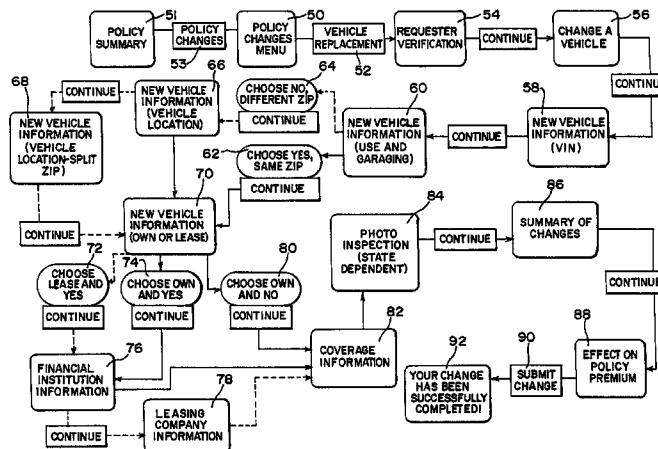 51
POLICY
SUMMARY
POLICY
CHANGES
53
50
POLICY
CHANGES
MENU
VEHICLE
REPLACEMENT
52
54
REQUESTER
VERIFICATION
CONTINUE
56
CHANGE A
VEHICLE
CONTINUE
58
NEW VEHICLE
INFORMATION
(VIN)
CONTINUE
60
NEW VEHICLE
INFORMATION
(USE AND
GARAGING)
64
CHOOSE NO,
DIFFERENT ZIP
CONTINUE
62
CHOOSE YES,
SAME ZIP
CONTINUE
66
NEW VEHICLE
INFORMATION
(VEHICLE
LOCATION)
CONTINUE
68
NEW VEHICLE
INFORMATION
(VEHICLE
LOCATION-SPLIT
ZIP)
CONTINUE
70
NEW VEHICLE
INFORMATION
(OWN OR LEASE)
72
CHOOSE
LEASE AND
YES
CONTINUE
74
CHOOSE OWN
AND YES
CONTINUE
80
CHOOSE OWN
AND NO
CONTINUE
76
FINANCIAL
INSTITUTION
INFORMATION
CONTINUE
78
LEASING
COMPANY
INFORMATION
82
COVERAGE
INFORMATION
84
PHOTO
INSPECTION
(STATE
DEPENDENT)
CONTINUE
86
SUMMARY OF
CHANGES
CONTINUE
88
EFFECT ON
POLICY
PREMIUM
90
SUBMIT
CHANGE
92
YOUR CHANGE
HAS BEEN
SUCCESSFULLY
COMPLETED!